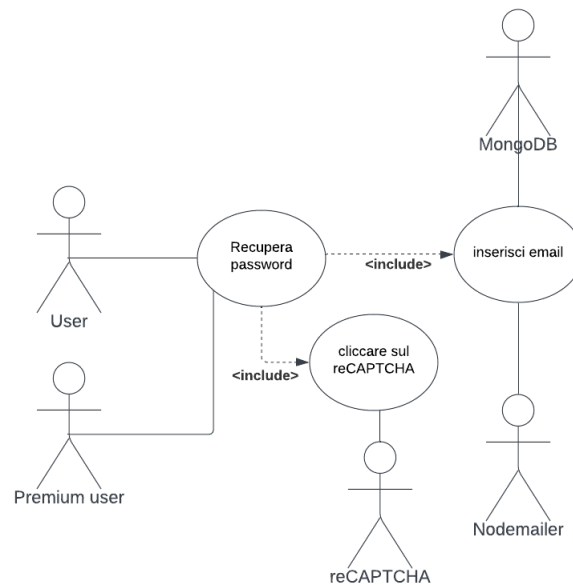 MongoDB
Recupera
password
<include>
inserisci email
User
cliccare sul
reCAPTCHA
<include>
Premium user
Nodemailer
reCAPTCHA